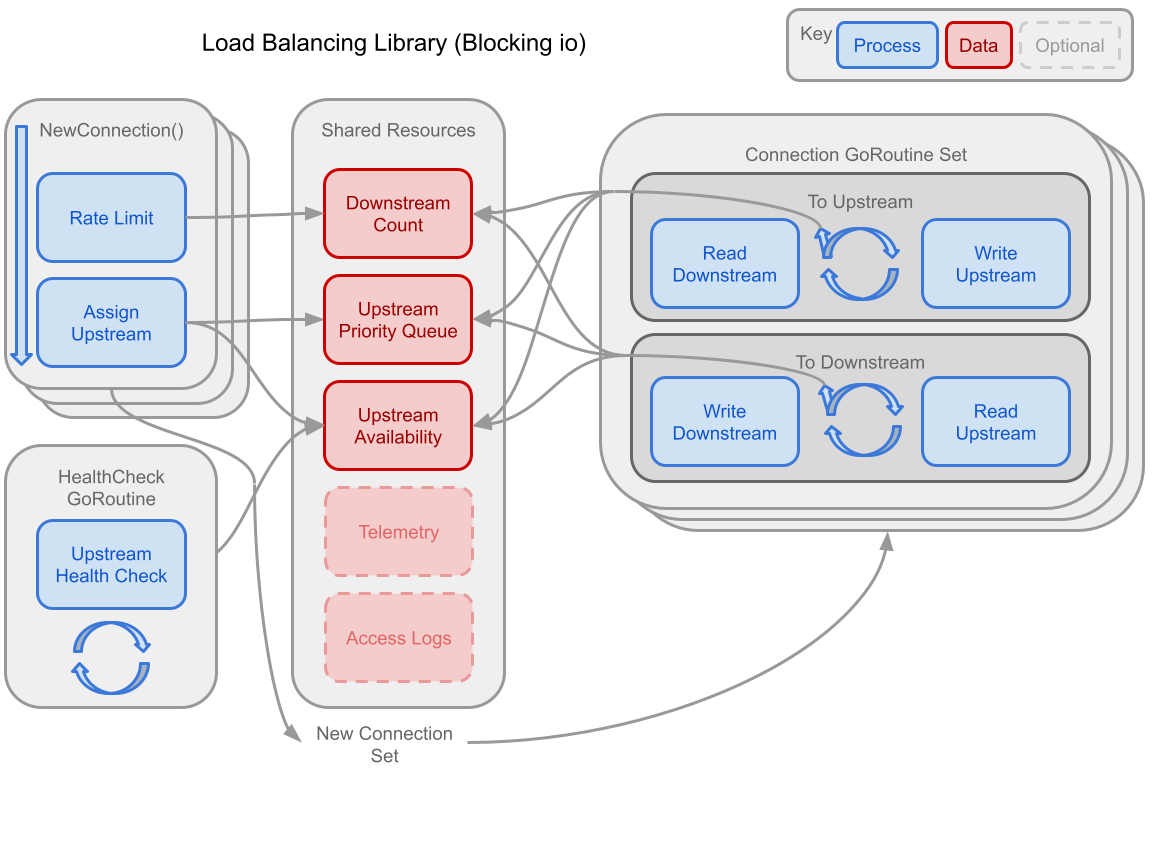 Load Balancing Library (Blocking io)
Key
Process
Data
Optional
NewConnection()
Rate Limit
Assign
Upstream
HealthCheck
GoRoutine
Upstream
Health Check
Shared Resources
Downstream
Count
Upstream
Priority Queue
Upstream
Availability
Telemetry
Access Logs
New Connection
Set
Connection GoRoutine Set
To Upstream
Read
Downstream
Write
Upstream
To Downstream
Write
Downstream
Read
Upstream